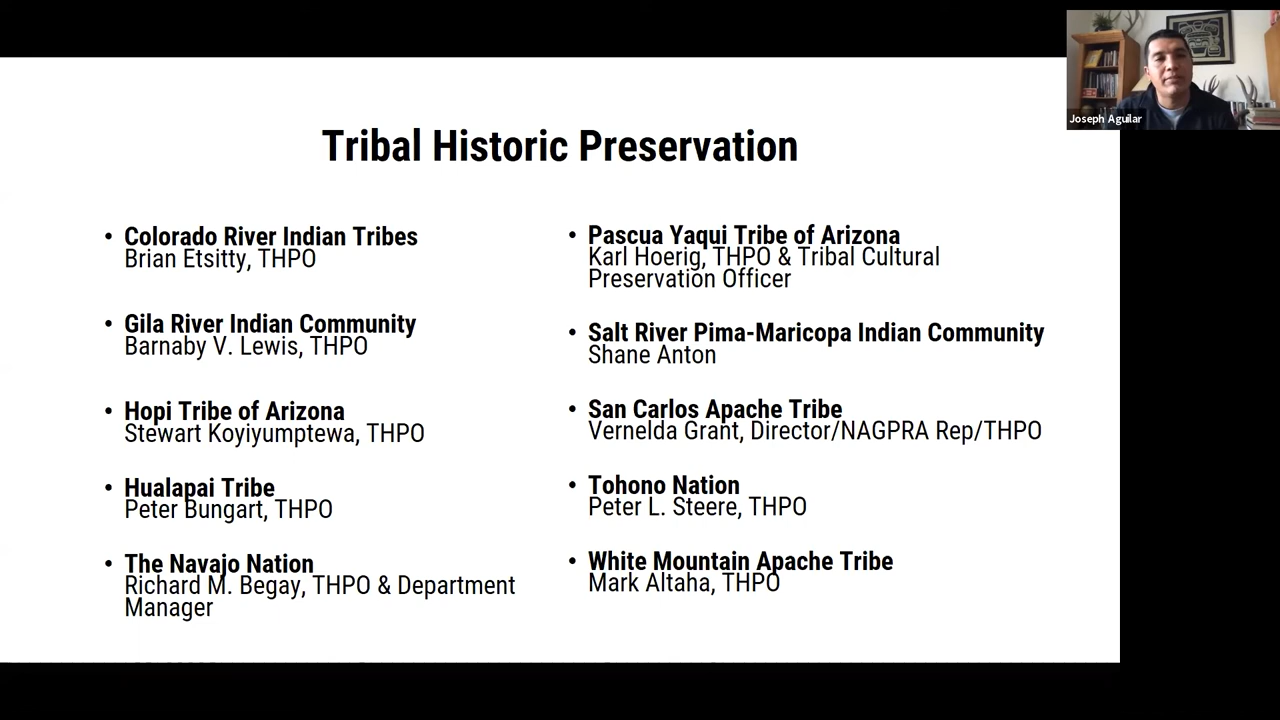 Tribal Historic Preservation
• Colorado River Indian Tribes
Brian Etsitty, THPO
• Gila River Indian Community
Barnaby V. Lewis, THPO
• Hopi Tribe of Arizona
Stewart Koyiyumptewa, THPO
• Hualapai Tribe
Peter Bungart, THPO
• The Navajo Nation
Richard M. Begay, THPO & Department
Manager
• Pascua Yaqui Tribe of Arizona
Karl Hoerig, THPO & Tribal Cultural
Preservation Officer
• Salt River Pima-Maricopa Indian Community
Shane Anton
• San Carlos Apache Tribe
Vernelda Grant, Director/NAGPRA Rep/THPO
• Tohono Nation
Peter L. Steere, THPO
• White Mountain Apache Tribe
Mark Altaha, THPO
Joseph Aguilar